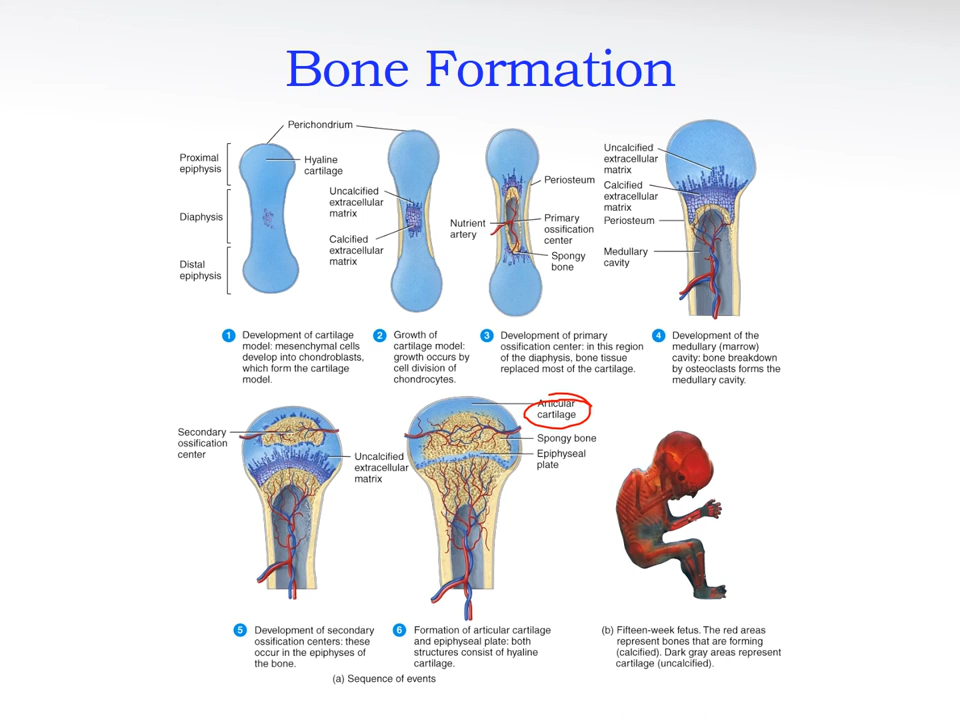 Bone Formation
Perichondrium
Proximal
epiphysis
Hyaline
cartilage
Diaphysis
Distal
epiphysis
Uncalcified
extracellular
matrix
Calcified
extracellular
matrix
Periosteum
Nutrient
artery
Primary
ossification
center
Spongy
bone
Uncalcified
extracellular
matrix
Calcified
extracellular
matrix
Periosteum
Medullary
cavity
1 Development of cartilage
model: mesenchymal cells
develop into chondroblasts,
which form the cartilage
model.
2 Growth of
cartilage model:
growth occurs by
cell division of
chondrocytes.
3 Development of primary
ossification center: in this region
of the diaphysis, bone tissue
replaced most of the cartilage.
4 Development of the
medullary (marrow)
cavity: bone breakdown
by osteoclasts forms the
medullary cavity.
Secondary
ossification
center
Uncalcified
extracellular
matrix
Articular
cartilage
Spongy bone
Epiphyseal
plate
5 Development of secondary
ossification centers: these
occur in the epiphyses of
the bone.
6 Formation of articular cartilage
and epiphyseal plate: both
structures consist of hyaline
cartilage.
(b) Fifteen-week fetus. The red areas
represent bones that are forming
(calcified). Dark gray areas represent
cartilage (uncalcified).
(a) Sequence of events